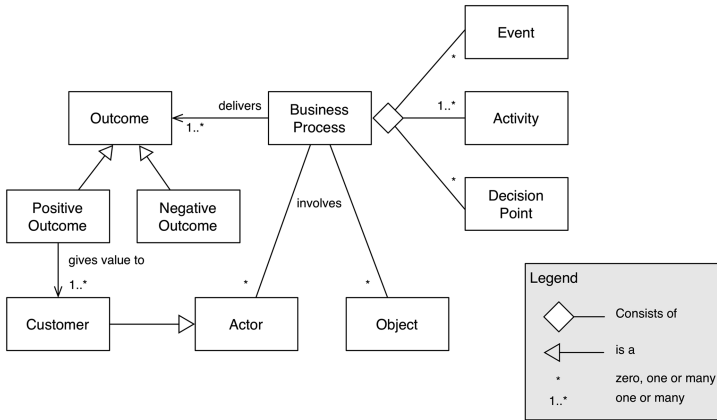 Event
*
delivers
1..*
Outcome
Business
Process
1..*
Activity
*
Decision
Point
Positive
Outcome
Negative
Outcome
involves
gives value to
1..*
*
*
Customer
Actor
Object
Legend
Consists of
is a
* zero, one or many
1..* one or many